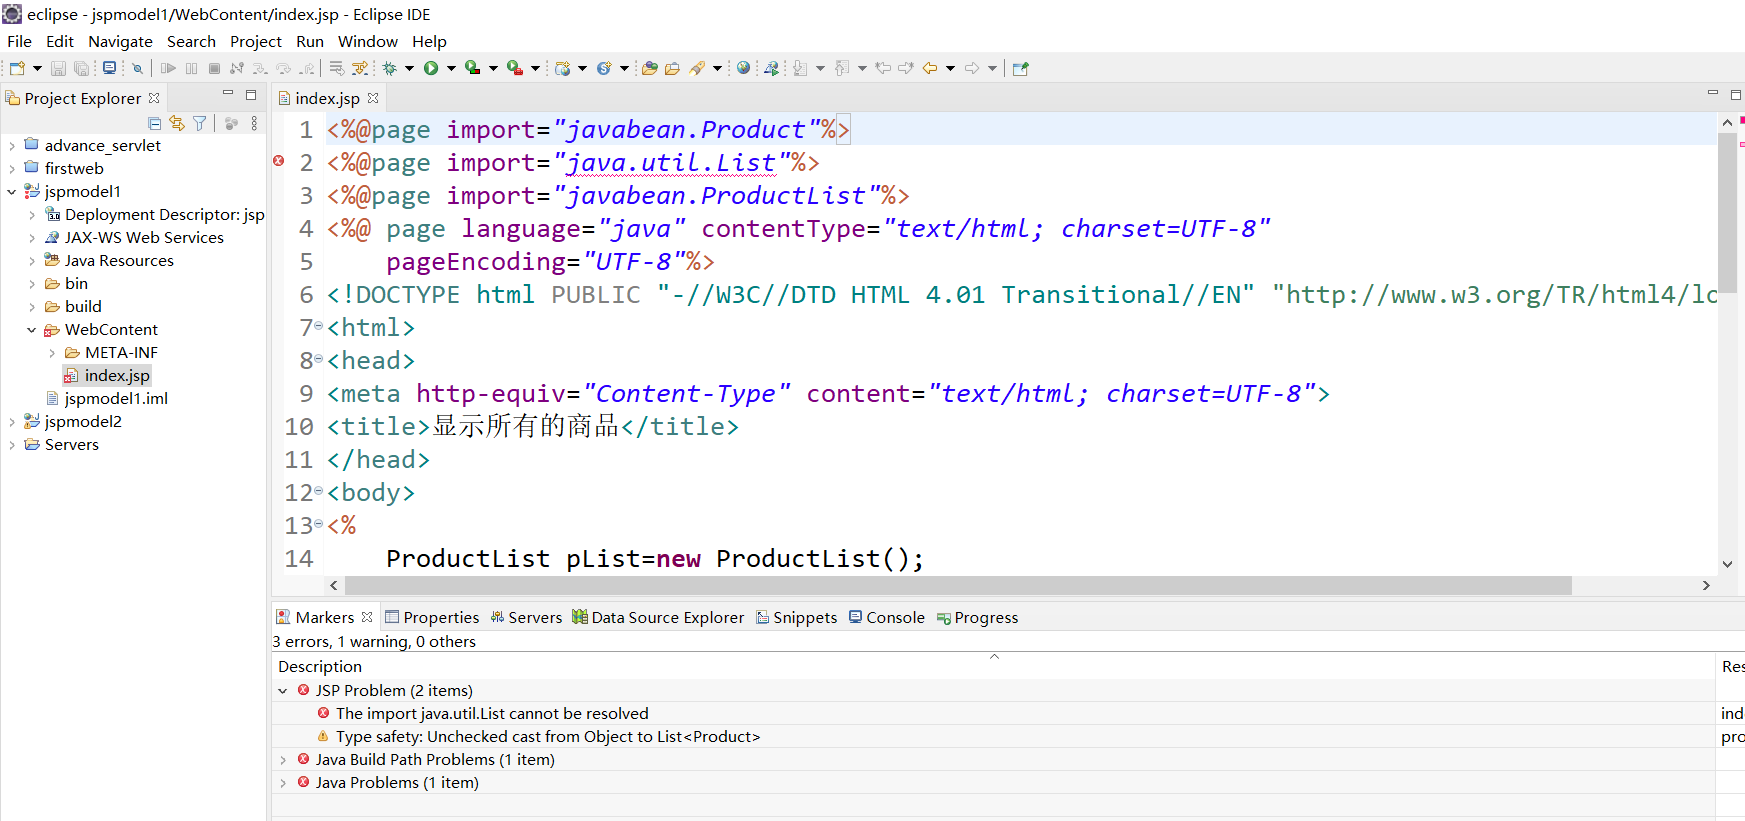 eclipse - jspmodel1/WebContent/index.jsp - Eclipse IDE
File Edit Navigate Search Project Run Window Help
Project Explorer
advance_servlet
firstweb
jspmodel1
Deployment Descriptor: jsp
JAX-WS Web Services
Java Resources
bin
build
WebContent
META-INF
index.jsp
jspmodel1.iml
jspmodel2
Servers
index.jsp
1 <%@page import="javabean.Product"%>
2 <%@page import="java.util.List"%>
3 <%@page import="javabean.ProductList"%>
4 <%@ page language="java" contentType="text/html; charset=UTF-8"
5 pageEncoding="UTF-8"%>
6 <!DOCTYPE html PUBLIC "-//W3C//DTD HTML 4.01 Transitional//EN" "http://www.w3.org/TR/html4/lo
7 <html>
8 <head>
9 <meta http-equiv="Content-Type" content="text/html; charset=UTF-8">
10 <title>显示所有的商品</title>
11 </head>
12 <body>
13 <%
14 ProductList pList=new ProductList();
Markers Properties Servers Data Source Explorer Snippets Console Progress
3 errors, 1 warning, 0 others
Description Res
JSP Problem (2 items)
The import java.util.List cannot be resolved ind
Type safety: Unchecked cast from Object to List<Product> pro
Java Build Path Problems (1 item)
Java Problems (1 item)